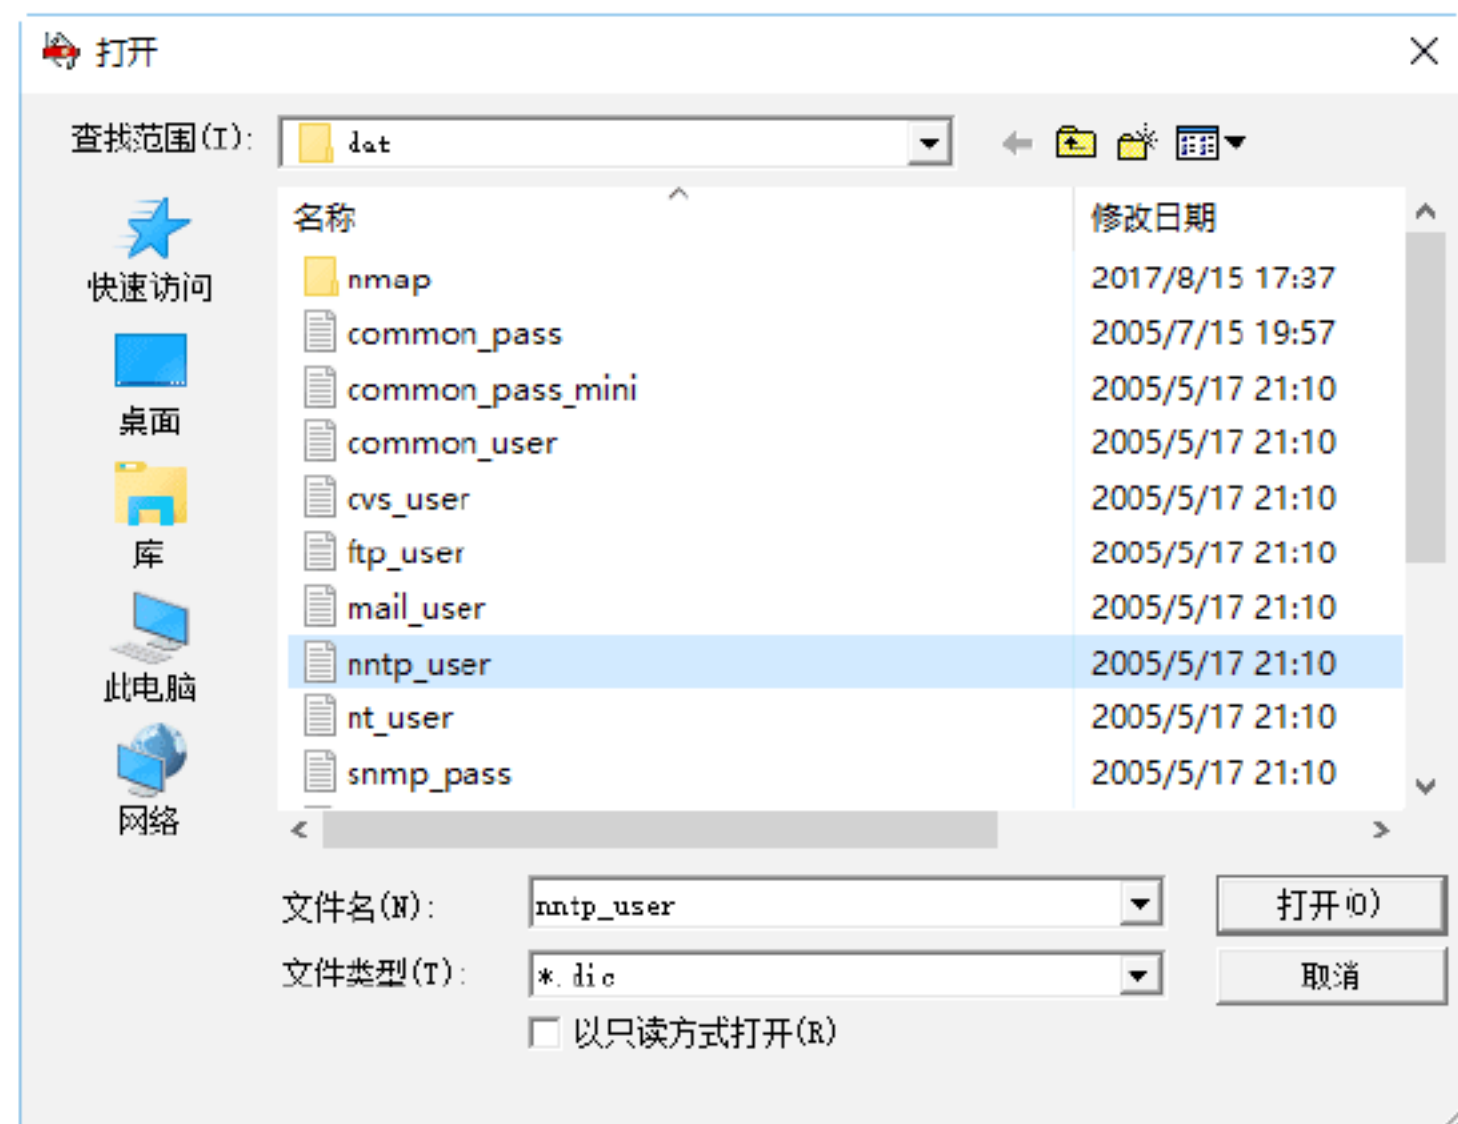 打开
查找范围(I): dat
名称 修改日期
nmap 2017/8/15 17:37
common_pass 2005/7/15 19:57
common_pass_mini 2005/5/17 21:10
common_user 2005/5/17 21:10
cvs_user 2005/5/17 21:10
ftp_user 2005/5/17 21:10
mail_user 2005/5/17 21:10
nntp_user 2005/5/17 21:10
nt_user 2005/5/17 21:10
snmp_pass 2005/5/17 21:10
快速访问
桌面
库
此电脑
网络
文件名(N): nntp_user 打开(O)
文件类型(T): *.dic 取消
以只读方式打开(R)